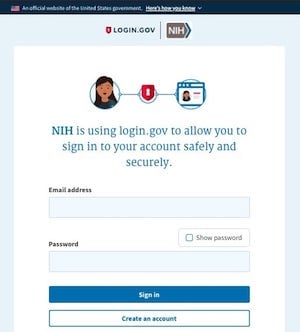 An official website of the United States government. Here's how you know
LOGIN.GOV NIH
NIH is using login.gov to allow you to
sign in to your account safely and
securely.
Email address
Show password
Password
Sign in
Create an account